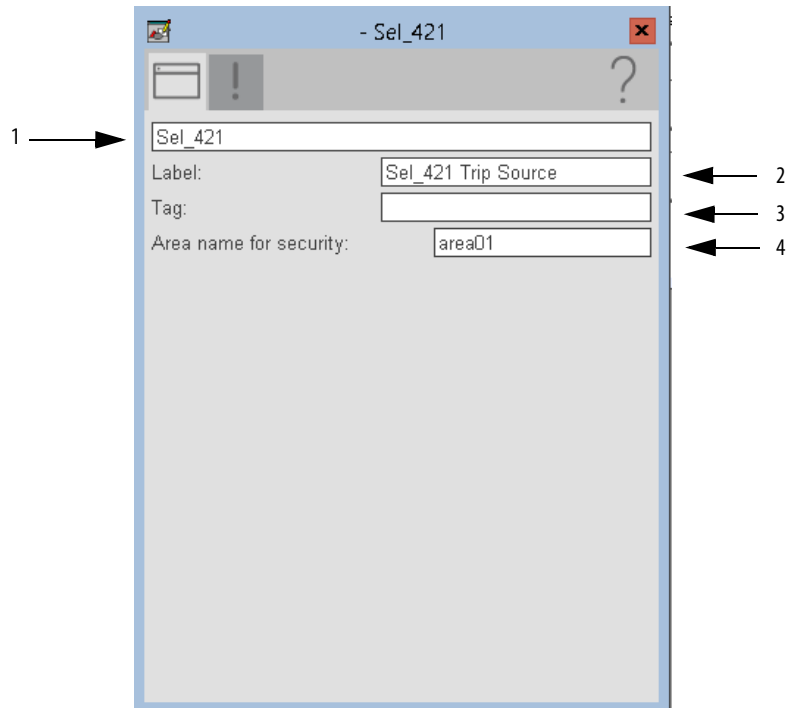 - Sel_421
1 Sel_421
Label: Sel_421 Trip Source 2
Tag: 3
Area name for security: area01 4